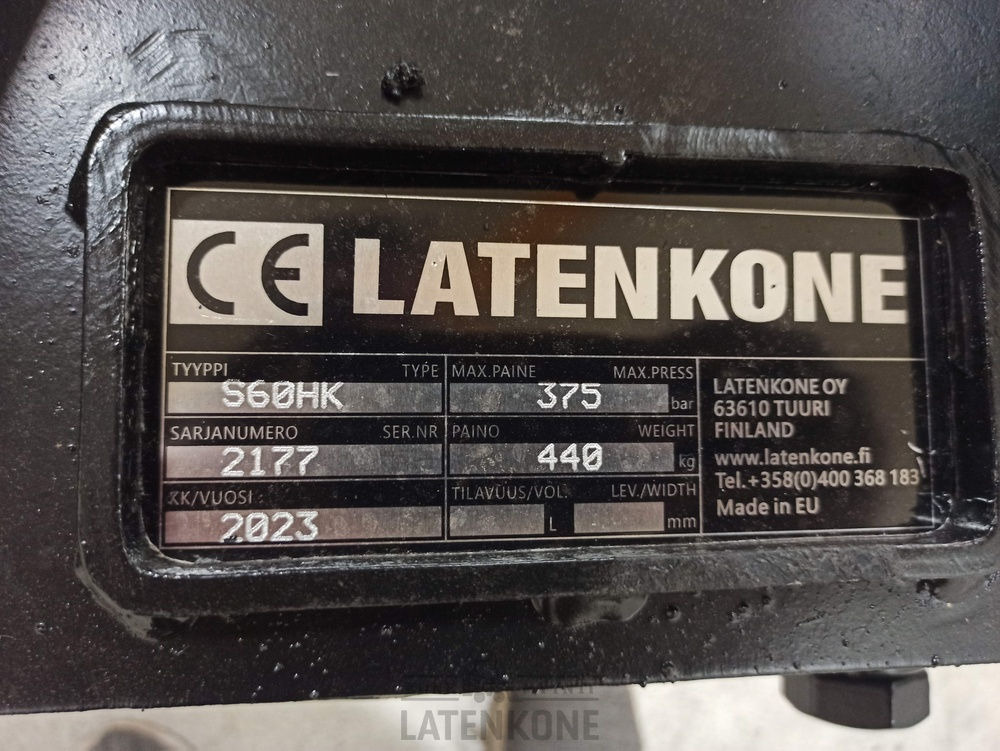 CE LATENKONE
TYYPPI TYPE
S60HK
MAX.PAINE MAX.PRESS
375 bar
SARJANUMERO SER.NR
2177
PAINO WEIGHT
440 kg
KK/VUOSI
2023
TILAVUUS/VOL. LEV./WIDTH
L mm
LATENKONE OY
63610 TUURI
FINLAND
www.latenkone.fi
Tel.+358(0)400 368 183
Made in EU
LATENKONE